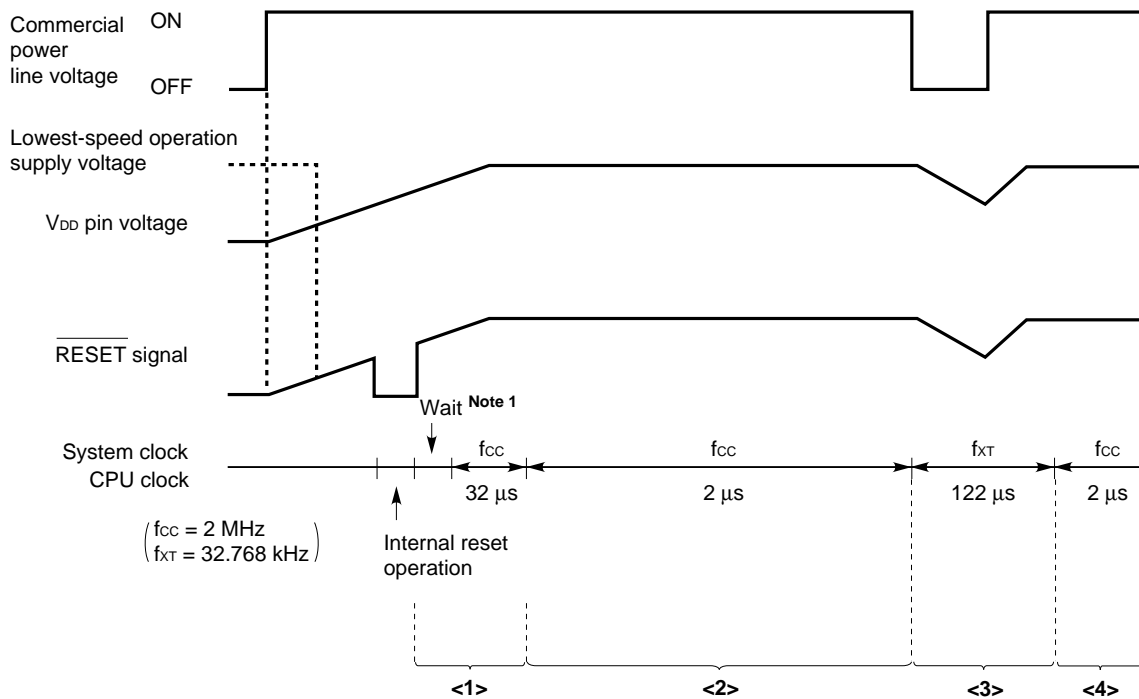 Commercial
power
line voltage
ON
OFF
Lowest-speed operation
supply voltage
VDD pin voltage
RESET signal
Wait Note 1
System clock
CPU clock
fCC
fCC
fXT
fCC
32 µs
2 µs
122 µs
2 µs
fCC = 2 MHz
fXT = 32.768 kHz
Internal reset
operation
<1>
<2>
<3>
<4>